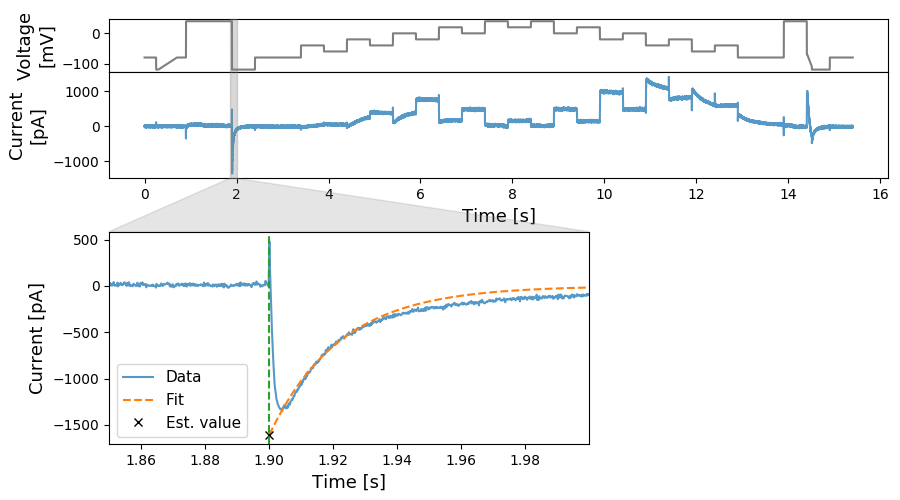 Voltage
[mV]
0
−100
Current
[pA]
1000
0
−1000
0 2 4 6 8 10 12 14 16
Time [s]
Current [pA]
500
0
−500
−1000
−1500
Data
Fit
Est. value
1.86 1.88 1.90 1.92 1.94 1.96 1.98
Time [s]